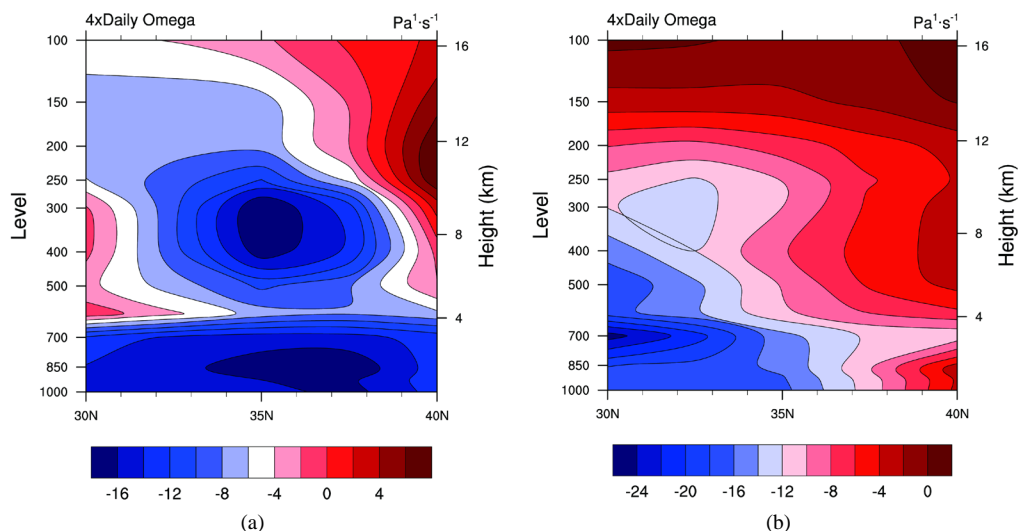 4xDaily Omega Pa¹·s⁻¹
100
150
200
250
300
400
500
700
850
1000
Level
16
12
8
4
Height (km)
30N 35N 40N
-16 -12 -8 -4 0 4
(a)
4xDaily Omega Pa¹·s⁻¹
100
150
200
250
300
400
500
700
850
1000
Level
16
12
8
4
Height (km)
30N 35N 40N
-24 -20 -16 -12 -8 -4 0
(b)